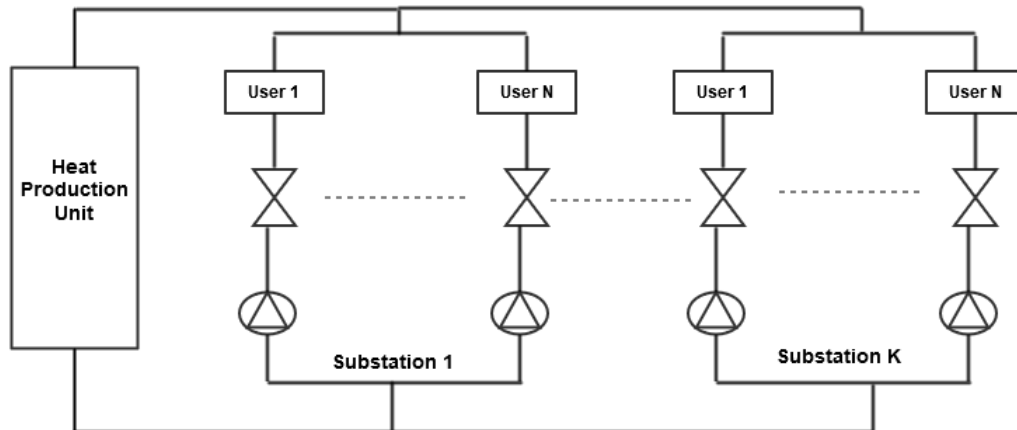 User 1
User N
User 1
User N
Heat
Production
Unit
Substation 1
Substation K